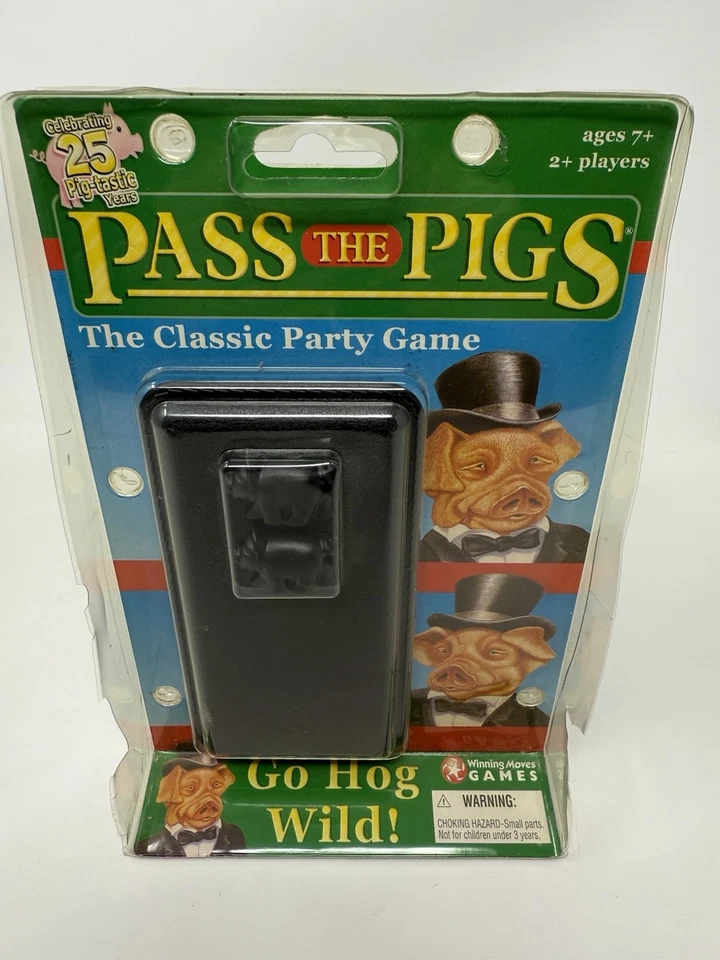 Celebrating
25
Pig-tastic
Years
ages 7+
2+ players
PASS THE PIGS®
The Classic Party Game
Go Hog
Wild!
Winning Moves
GAMES
WARNING:
CHOKING HAZARD-Small parts.
Not for children under 3 years.